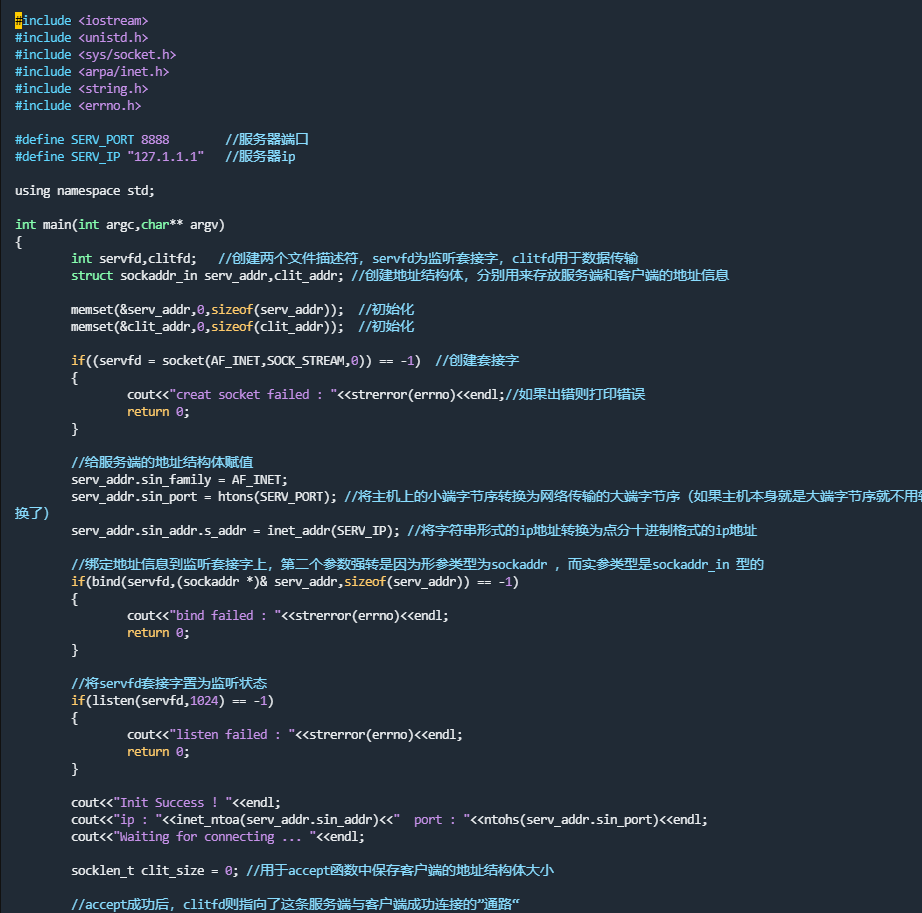 #include <iostream>
#include <unistd.h>
#include <sys/socket.h>
#include <arpa/inet.h>
#include <string.h>
#include <errno.h>
#define SERV_PORT 8888        //服务器端口
#define SERV_IP "127.1.1.1"   //服务器ip
using namespace std;
int main(int argc,char** argv)
{
        int servfd,clitfd;   //创建两个文件描述符，servfd为监听套接字，clitfd用于数据传输
        struct sockaddr_in serv_addr,clit_addr; //创建地址结构体，分别用来存放服务端和客户端的地址信息
        memset(&serv_addr,0,sizeof(serv_addr));  //初始化
        memset(&clit_addr,0,sizeof(clit_addr));  //初始化
        if((servfd = socket(AF_INET,SOCK_STREAM,0)) == -1)  //创建套接字
        {
                cout<<"creat socket failed : "<<strerror(errno)<<endl;//如果出错则打印错误
                return 0;
        }
        //给服务端的地址结构体赋值
        serv_addr.sin_family = AF_INET;
        serv_addr.sin_port = htons(SERV_PORT); //将主机上的小端字节序转换为网络传输的大端字节序（如果主机本身就是大端字节序就不用转
换了）
        serv_addr.sin_addr.s_addr = inet_addr(SERV_IP); //将字符串形式的ip地址转换为点分十进制格式的ip地址
        //绑定地址信息到监听套接字上，第二个参数强转是因为形参类型为sockaddr ，而实参类型是sockaddr_in 型的
        if(bind(servfd,(sockaddr *)& serv_addr,sizeof(serv_addr)) == -1)
        {
                cout<<"bind failed : "<<strerror(errno)<<endl;
                return 0;
        }
        //将servfd套接字置为监听状态
        if(listen(servfd,1024) == -1)
        {
                cout<<"listen failed : "<<strerror(errno)<<endl;
                return 0;
        }
        cout<<"Init Success ! "<<endl;
        cout<<"ip : "<<inet_ntoa(serv_addr.sin_addr)<<"  port : "<<ntohs(serv_addr.sin_port)<<endl;
        cout<<"Waiting for connecting ... "<<endl;
        socklen_t clit_size = 0; //用于accept函数中保存客户端的地址结构体大小
        //accept成功后，clitfd则指向了这条服务端与客户端成功连接的”通路“